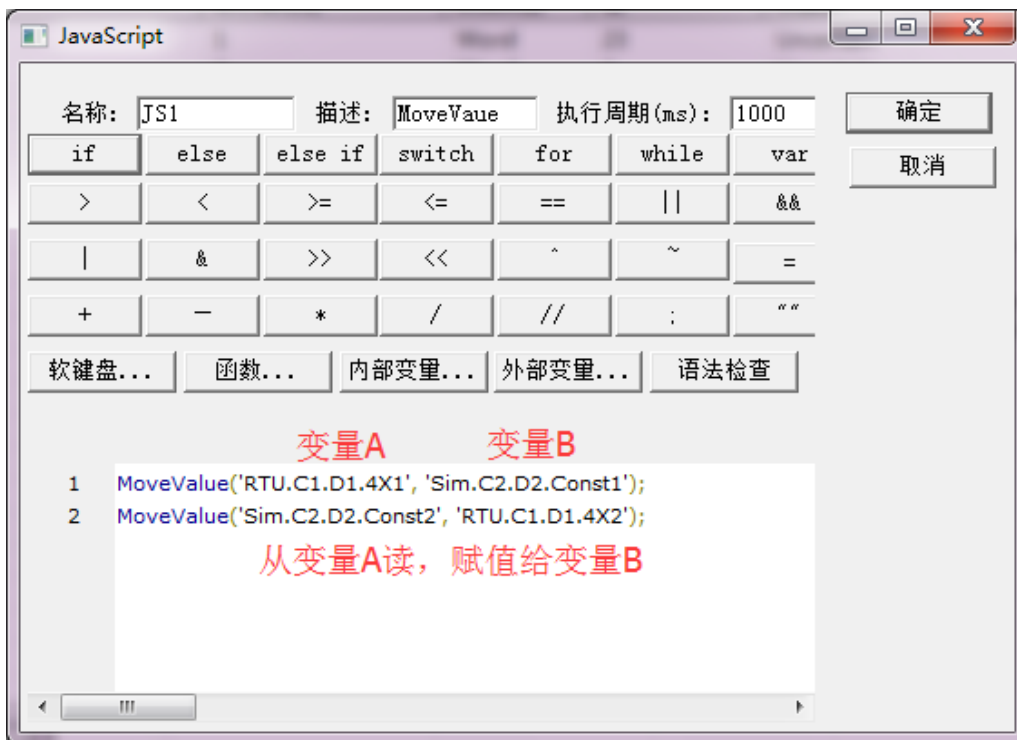 JavaScript
名称: JS1 描述: MoveVaue 执行周期(ms): 1000 确定
if else else if switch for while var 取消
> < >= <= == || &&
| & >> << ^ ~ =
+ — * / // ; ""
软键盘... 函数... 内部变量... 外部变量... 语法检查
变量A 变量B
1 MoveValue('RTU.C1.D1.4X1', 'Sim.C2.D2.Const1');
2 MoveValue('Sim.C2.D2.Const2', 'RTU.C1.D1.4X2');
从变量A读，赋值给变量B